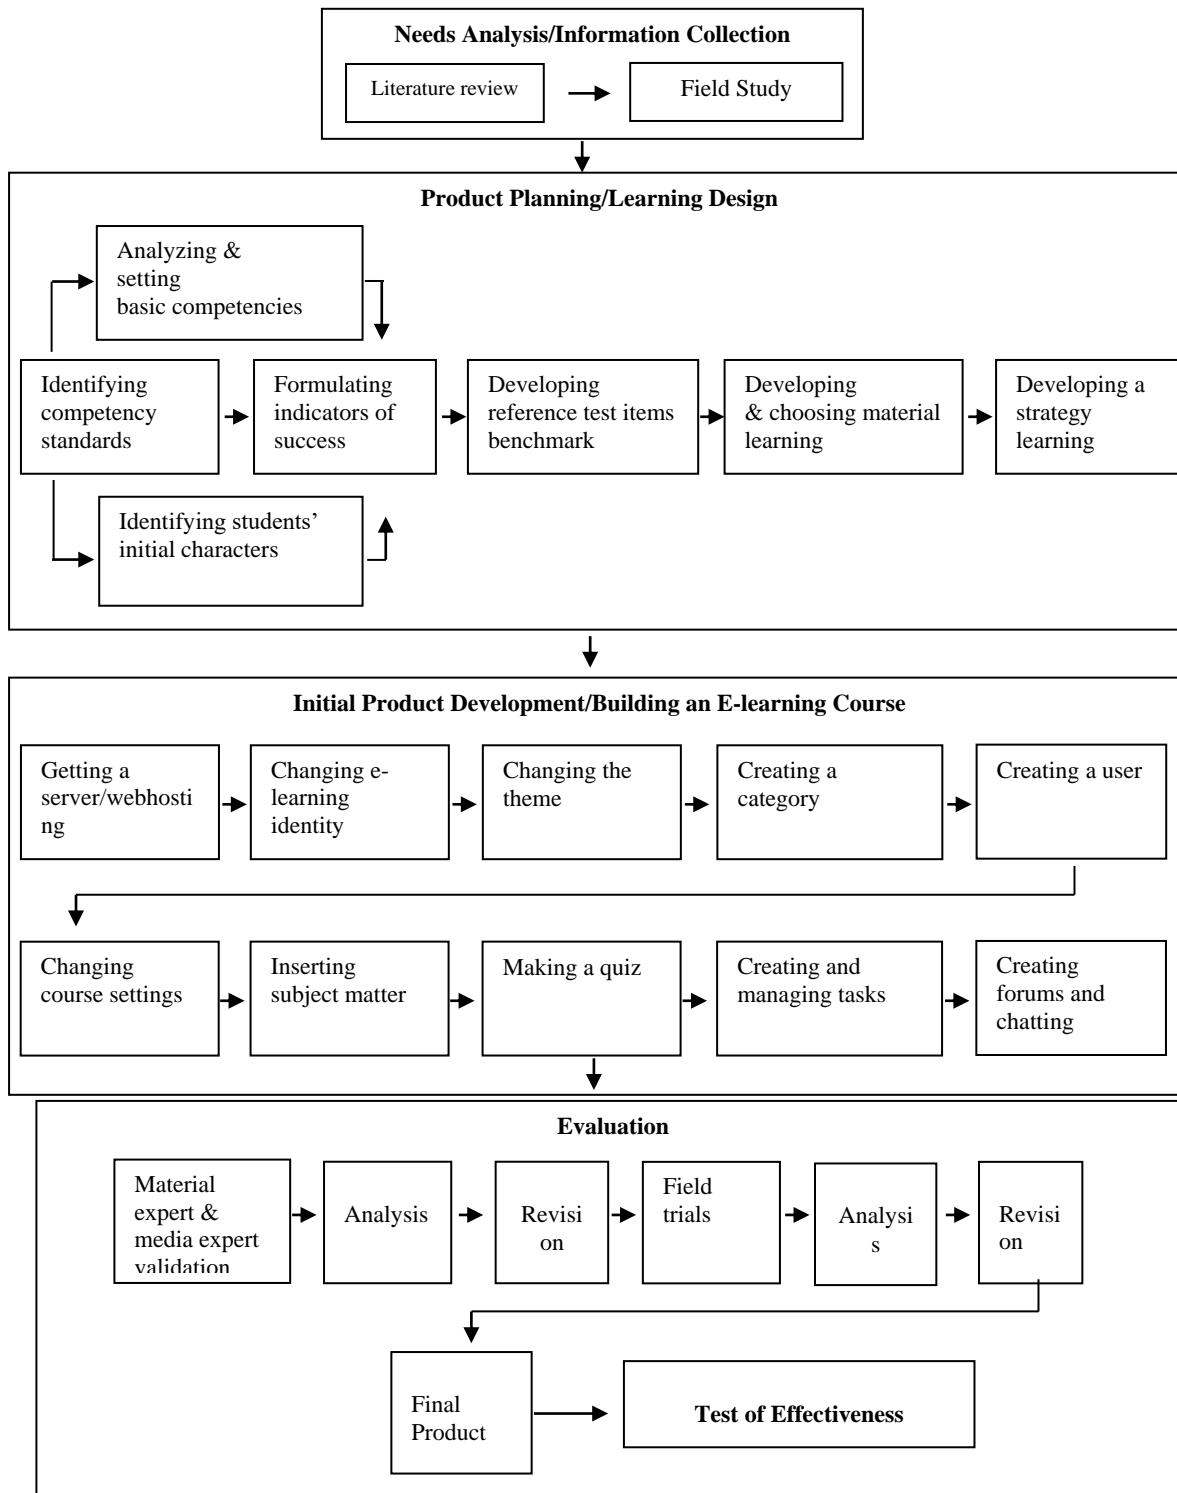 Needs Analysis/Information Collection
Literature review
Field Study
Product Planning/Learning Design
Analyzing &
setting
basic competencies
Identifying
competency
standards
Formulating
indicators of
success
Developing
reference test items
benchmark
Developing
& choosing material
learning
Developing a
strategy
learning
Identifying students’
initial characters
Initial Product Development/Building an E-learning Course
Getting a
server/webhosti
ng
Changing e-
learning
identity
Changing the
theme
Creating a
category
Creating a user
Changing
course settings
Inserting
subject matter
Making a quiz
Creating and
managing tasks
Creating
forums and
chatting
Evaluation
Material
expert &
media expert
validation
Analysis
Revisi
on
Field
trials
Analysi
s
Revisi
on
Final
Product
Test of Effectiveness